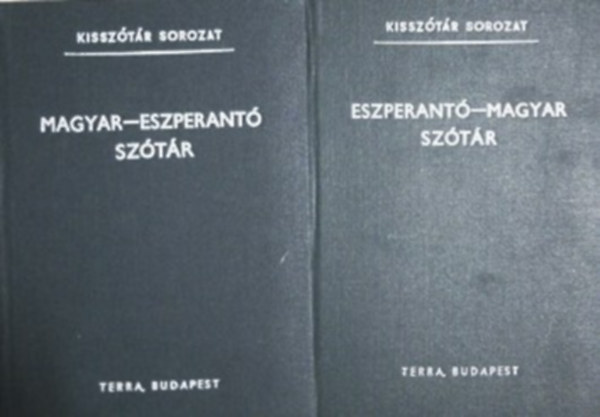 KISSZÓTÁR SOROZAT
MAGYAR—ESZPERANTÓ
SZÓTÁR
TERRA, BUDAPEST
KISSZÓTÁR SOROZAT
ESZPERANTÓ—MAGYAR
SZÓTÁR
TERRA, BUDAPEST